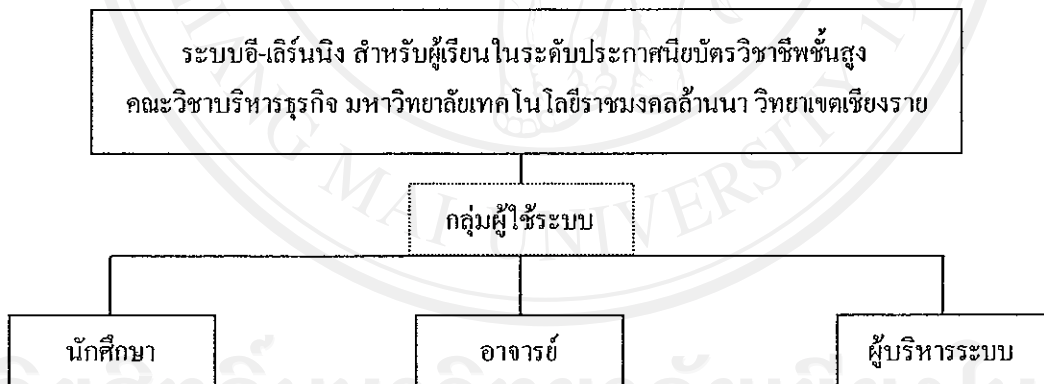 ระบบอี-เลิร์นนิง สำหรับผู้เรียนในระดับประกาศนียบัตรวิชาชีพชั้นสูง
คณะวิชาบริหารธุรกิจ มหาวิทยาลัยเทคโนโลยีราชมงคลล้านนา วิทยาเขตเชียงราย
MAI UNIVERSITY
กลุ่มผู้ใช้ระบบ
นักศึกษา
อาจารย์
ผู้บริหารระบบ